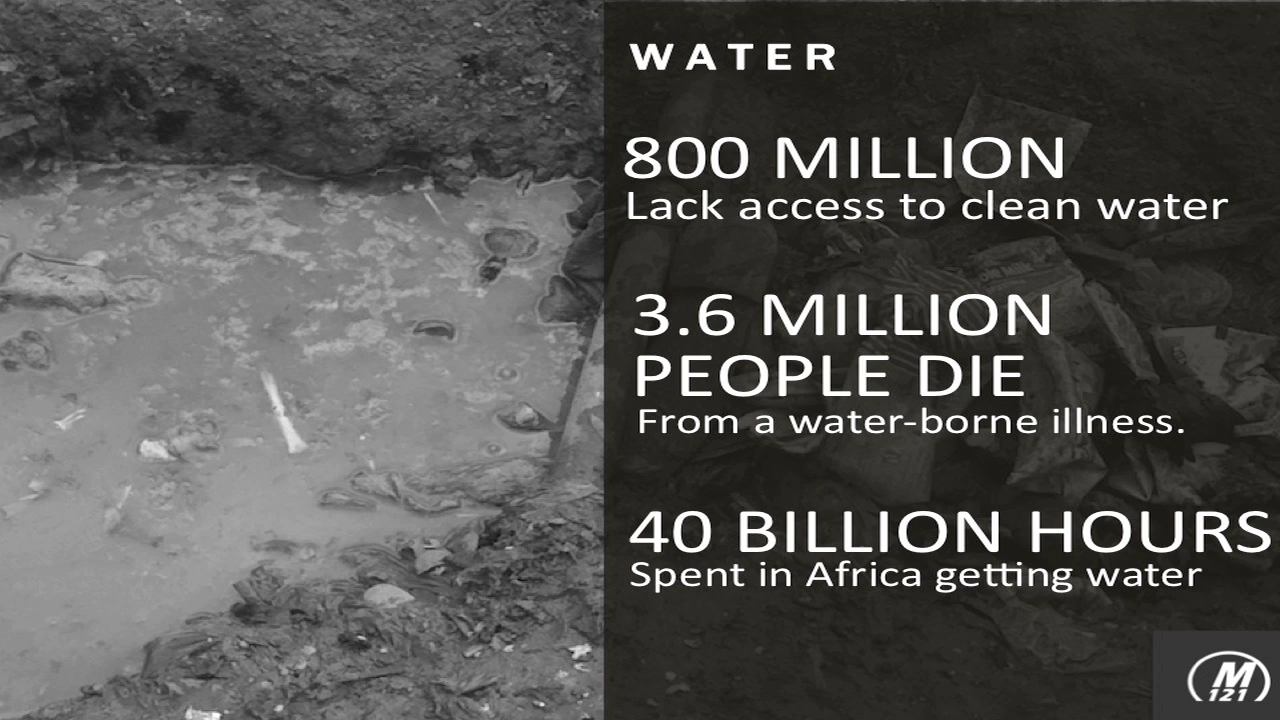 WATER
800 MILLION
Lack access to clean water
3.6 MILLION
PEOPLE DIE
From a water-borne illness.
40 BILLION HOURS
Spent in Africa getting water
M
121